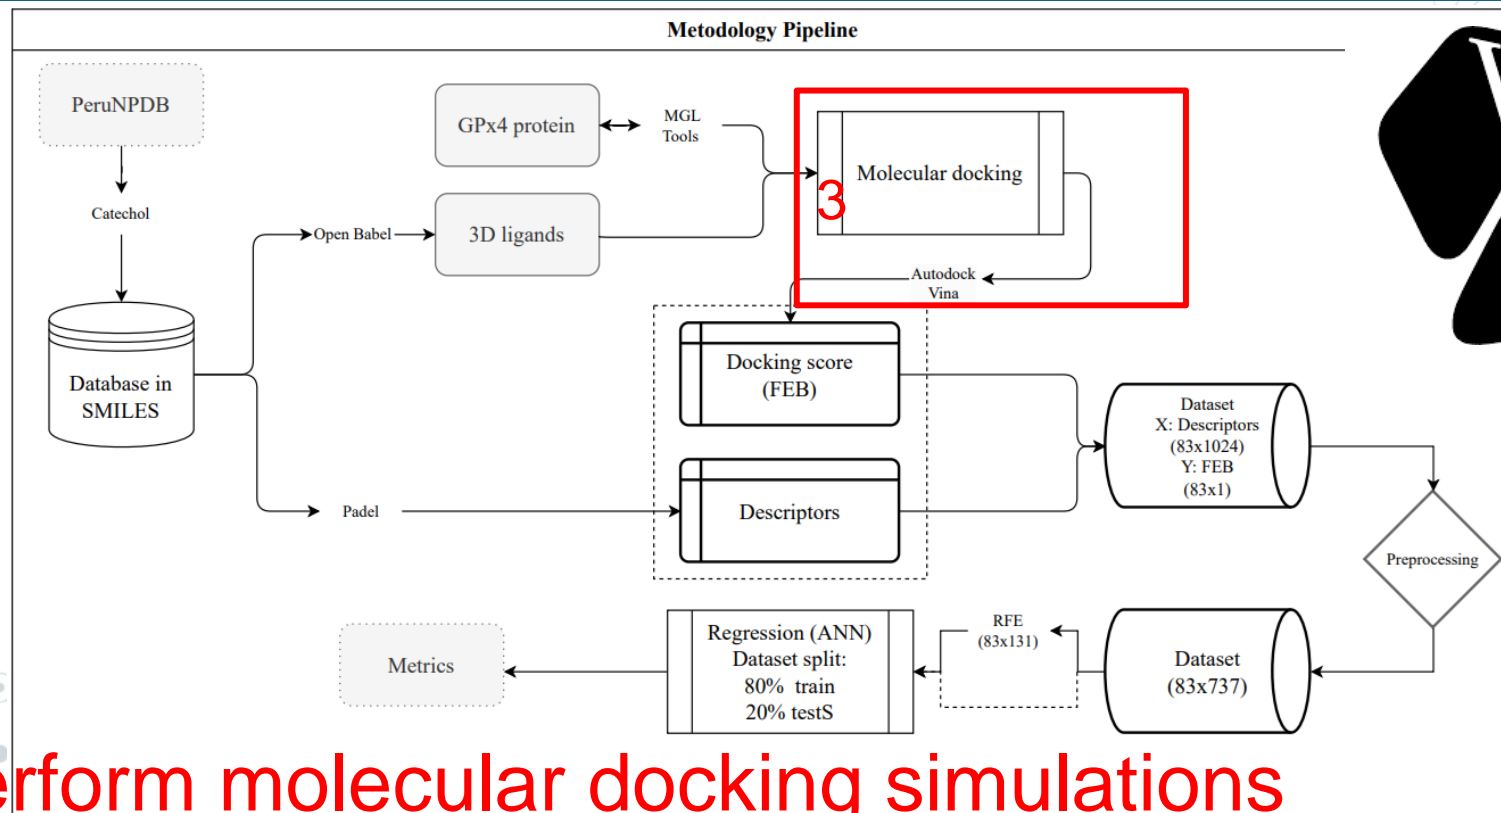 Metodology Pipeline
PeruNPDB
GPx4 protein
MGL
Tools
Molecular docking
3
Catechol
Open Babel
3D ligands
Autodock
Vina
Database in
SMILES
Docking score
(FEB)
Dataset
X: Descriptors
(83x1024)
Y: FEB
(83x1)
Padel
Descriptors
Preprocessing
Metrics
Regression (ANN)
Dataset split:
80% train
20% testS
RFE
(83x131)
Dataset
(83x737)
erform molecular docking simulations